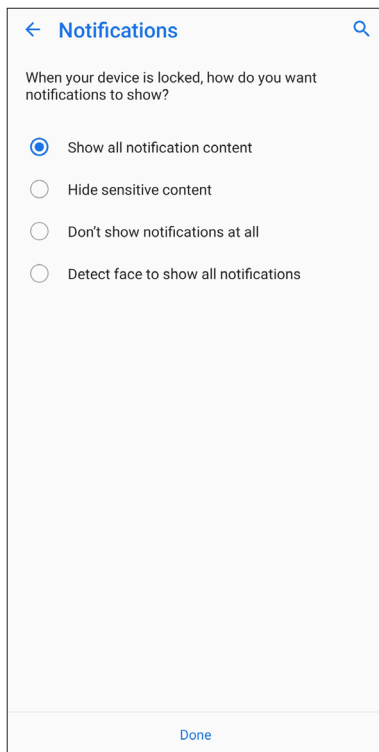 Notifications
When your device is locked, how do you want
notifications to show?
Show all notification content
Hide sensitive content
Don’t show notifications at all
Detect face to show all notifications
Done